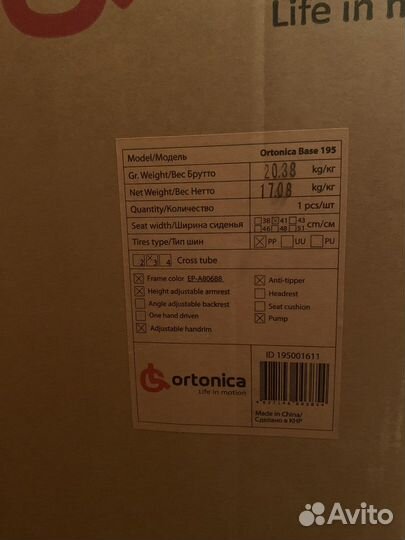 Life in m
Model/Модель Ortonica Base 195
Gr. Weight/Вес Брутто 20.38 kg/кг
Net Weight/Вес Нетто 17.08 kg/кг
Quantity/Количество 1 pcs/шт
Seat width/Ширина сиденья ☐38 ☒41 ☐43 ☐46 ☐48 ☐51 cm/см
Tires type/Тип шин ☒PP ☐UU ☐PU
2 3 4 Cross tube
☒ Frame color EP-A80688 ☒ Anti-tipper
☒ Height adjustable armrest ☐ Headrest
☐ Angle adjustable backrest ☐ Seat cushion
☐ One hand driven ☒ Pump
☒ Adjustable handrim
ID 195001611
ortonica
Life in motion
Made in China/
Сделано в КНР
Avito